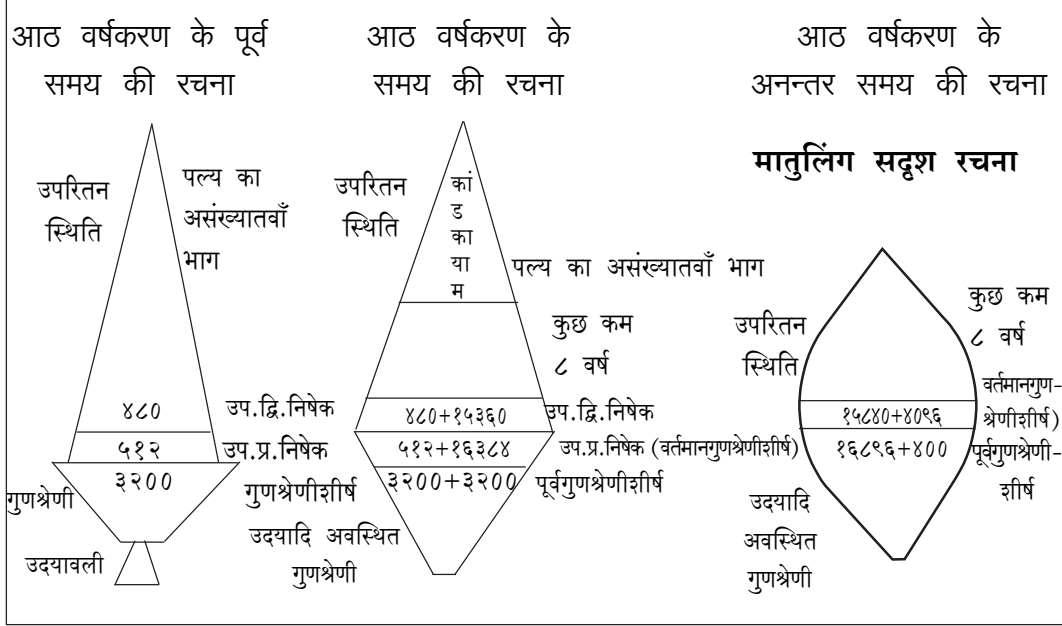 आठ वर्षकरण के पूर्व
समय की रचना
उपरितन
स्थिति
पल्य का
असंख्यातवाँ
भाग
४८०
उप.द्वि.निषेक
५१२
उप.प्र.निषेक
३२००
गुणश्रेणी
गुणश्रेणीशीर्ष
उदयावली
आठ वर्षकरण के
समय की रचना
उपरितन
स्थिति
कां
ड
का
या
म
पल्य का असंख्यातवाँ भाग
कुछ कम
८ वर्ष
४८०+१५३६०
उप.द्वि.निषेक
५१२+१६३८४
उप.प्र.निषेक (वर्तमानगुणश्रेणीशीर्ष)
३२००+३२००
पूर्वगुणश्रेणीशीर्ष
उदयादि अवस्थित
गुणश्रेणी
आठ वर्षकरण के
अनन्तर समय की रचना
मातुलिंग सदृश रचना
उपरितन
स्थिति
कुछ कम
८ वर्ष
वर्तमानगुण-
श्रेणीशीर्ष)
१५८४०+४०९६
१६८९६+४००
पूर्वगुणश्रेणी-
शीर्ष
उदयादि
अवस्थित
गुणश्रेणी